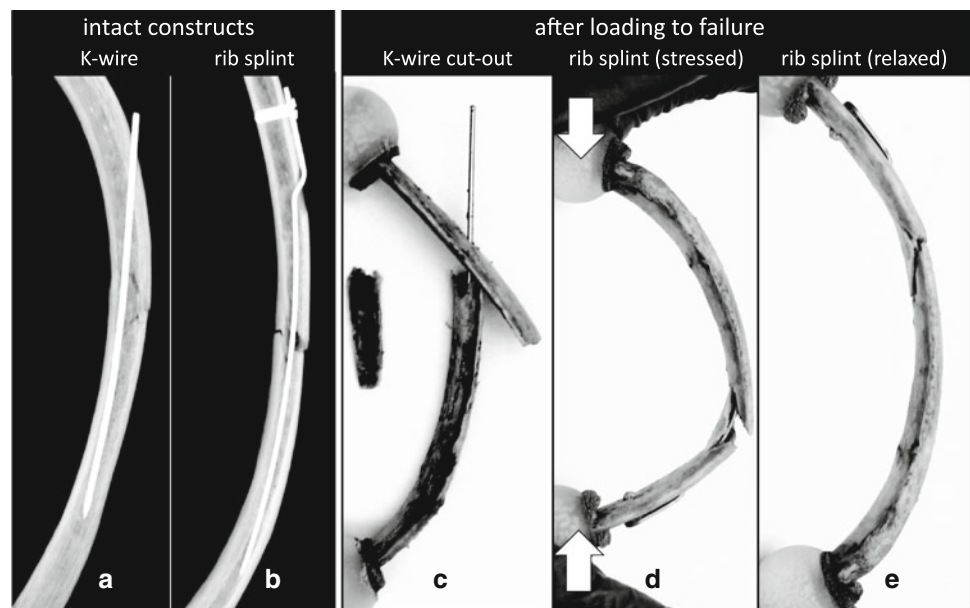 intact constructs
K-wire
rib splint
after loading to failure
K-wire cut-out
rib splint (stressed)
rib splint (relaxed)
a
b
c
d
e